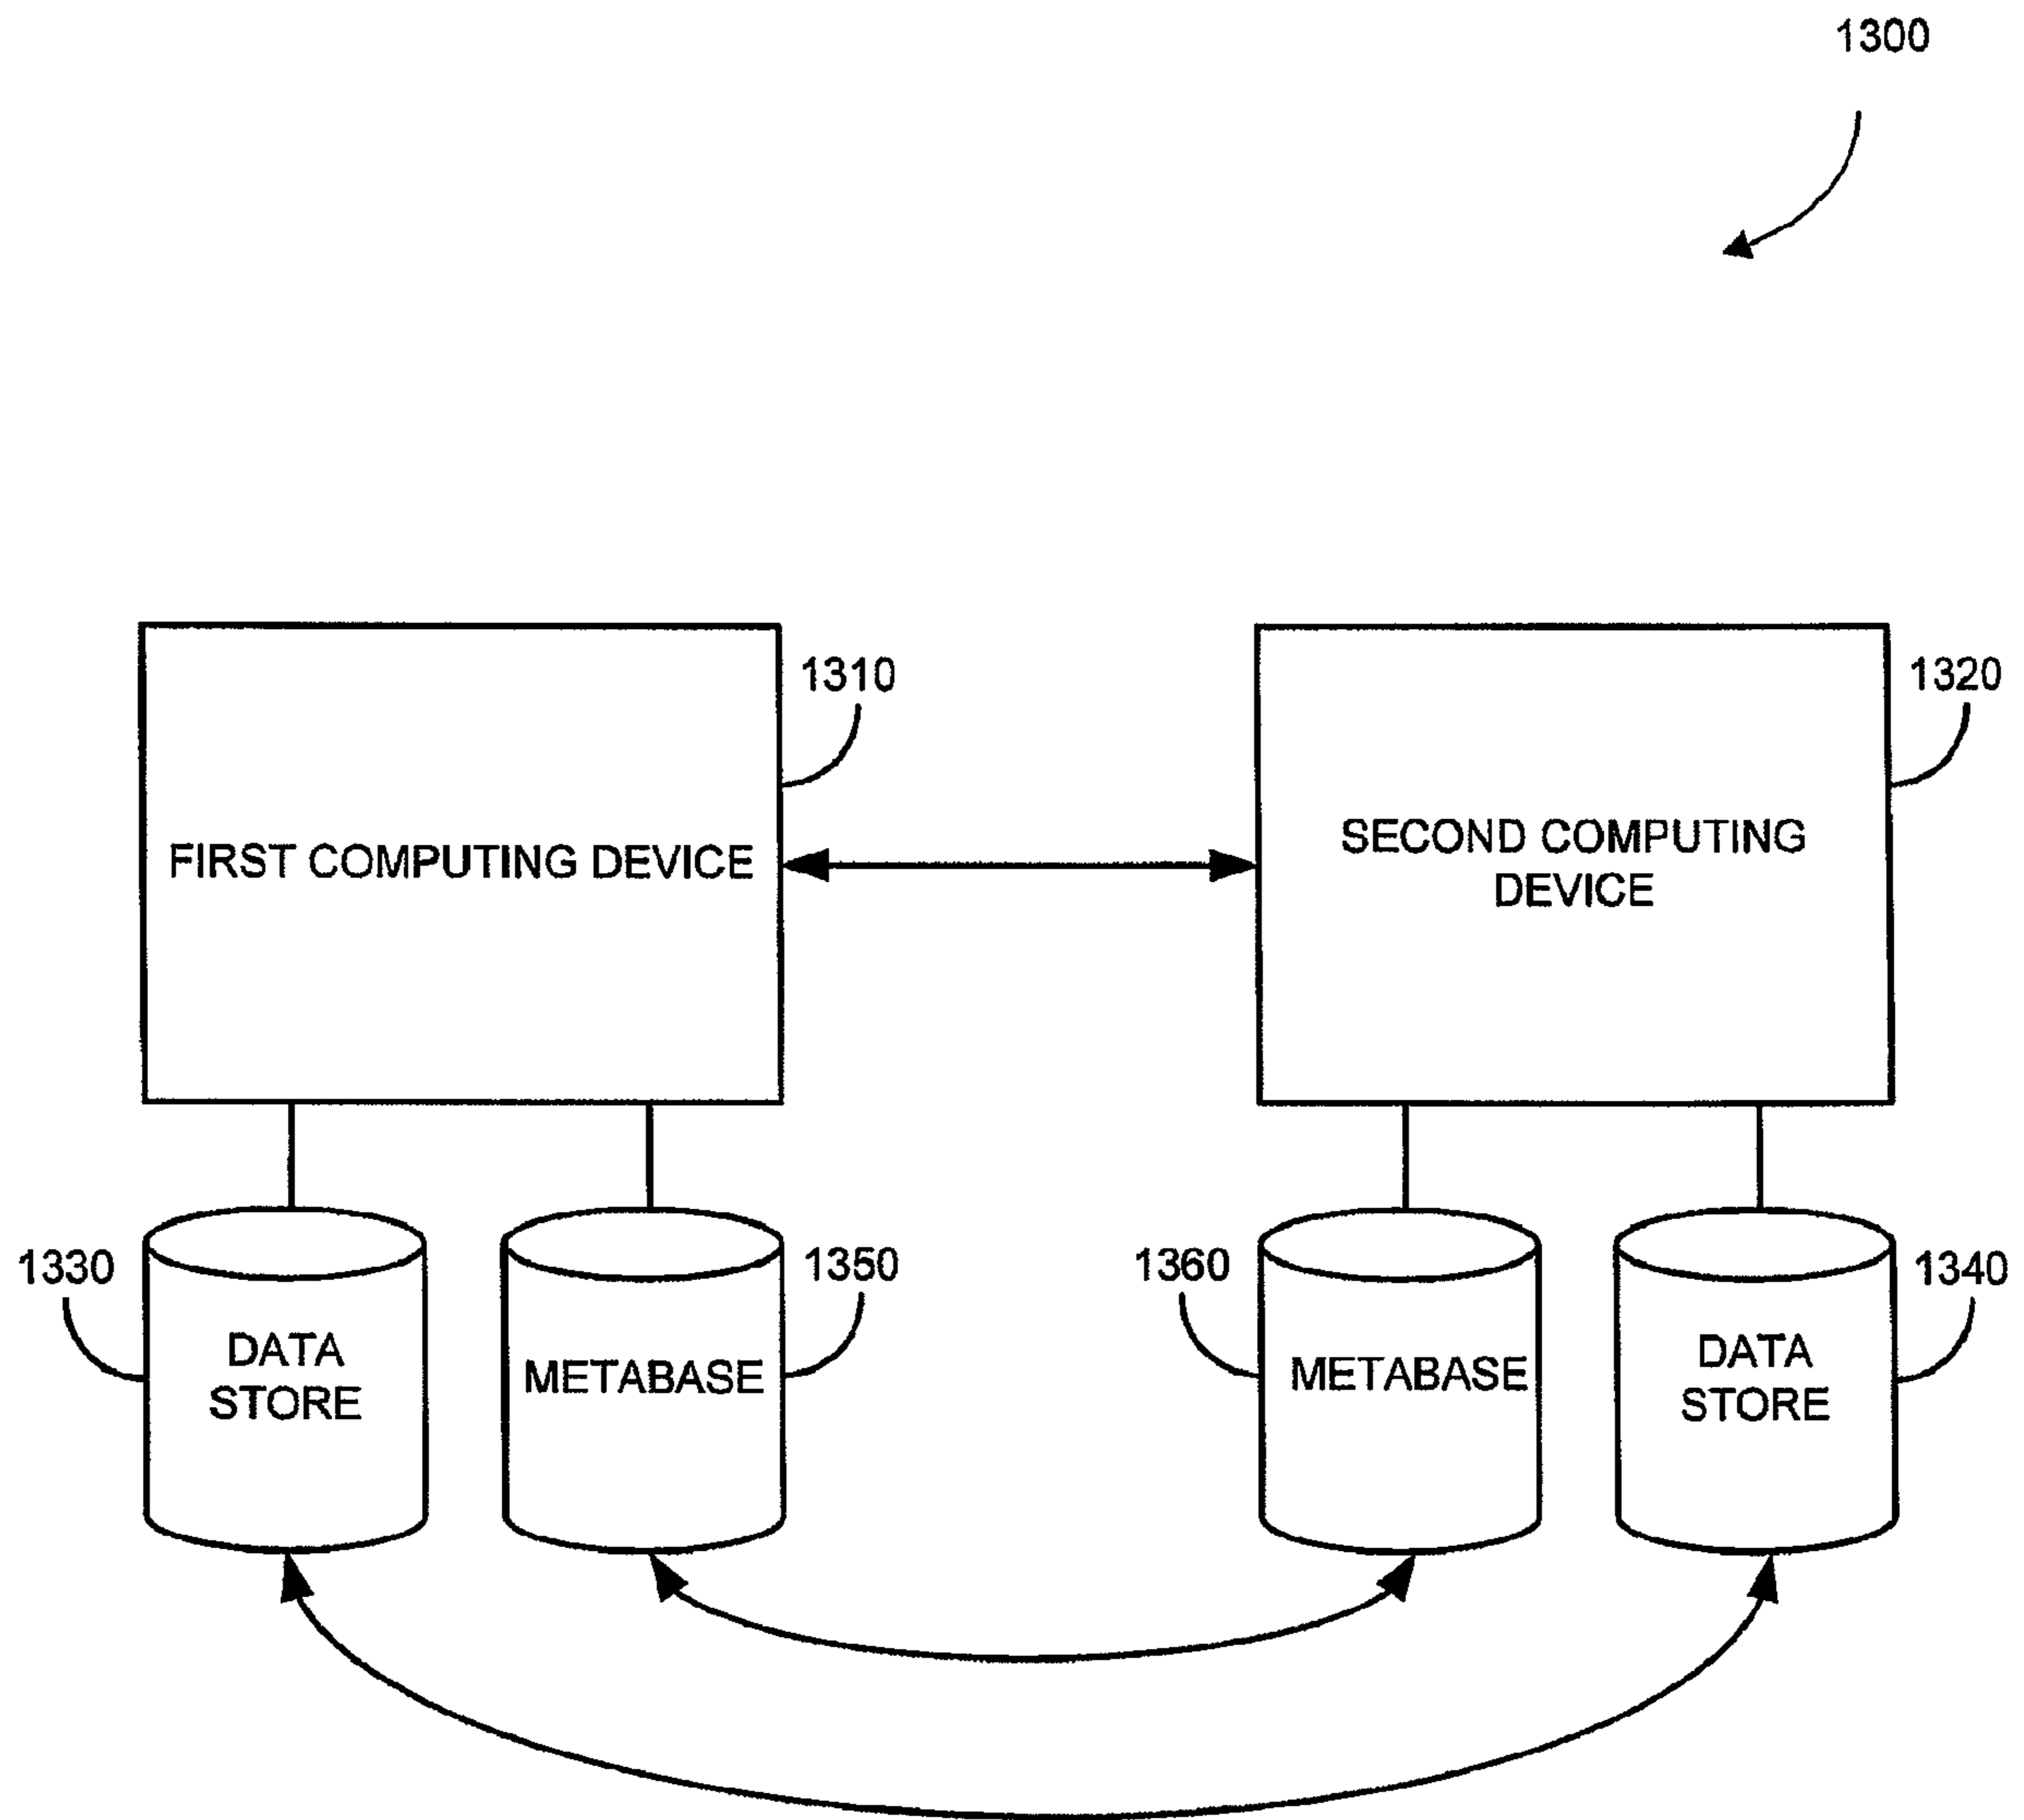 1300
1310
1320
FIRST COMPUTING DEVICE
SECOND COMPUTING
DEVICE
1330
1350
1360
1340
DATA
STORE
METABASE
METABASE
DATA
STORE